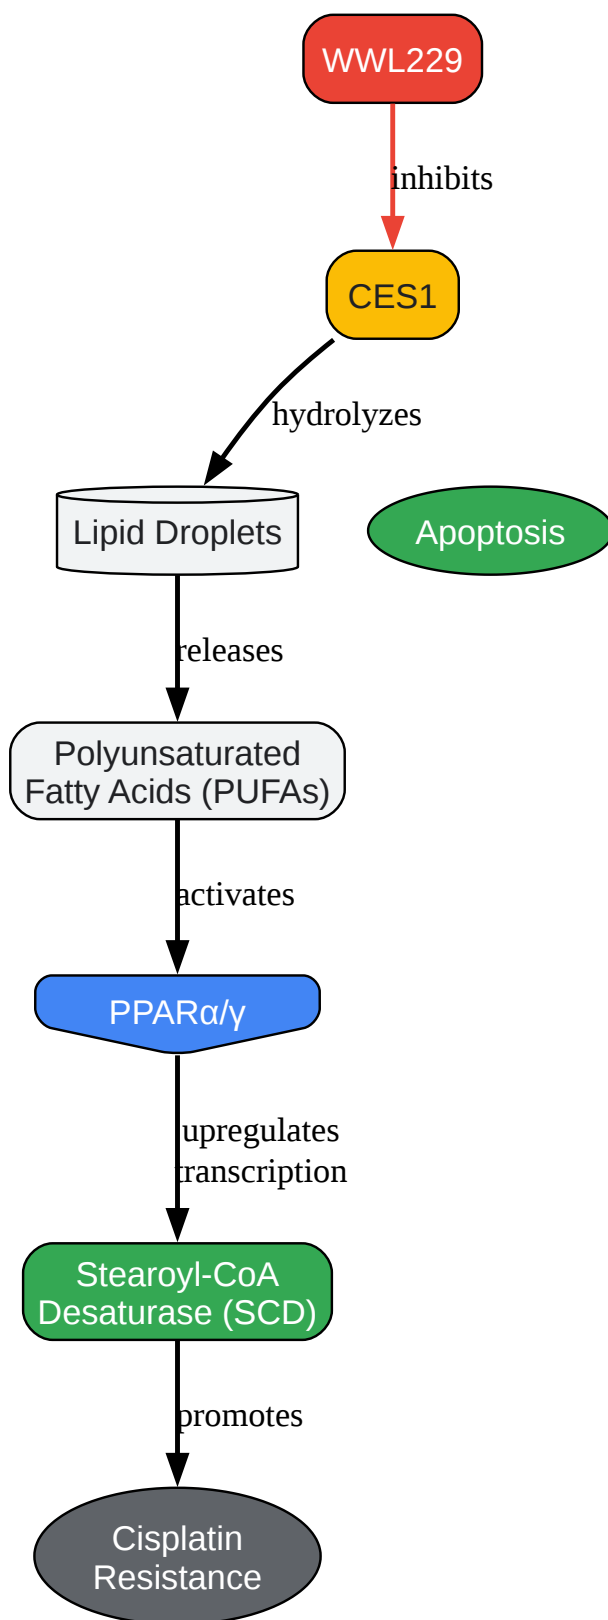 WWL229
inhibits
CES1
hydrolyzes
Lipid Droplets
Apoptosis
releases
Polyunsaturated
Fatty Acids (PUFAs)
activates
PPARα/γ
upregulates
transcription
Stearoyl-CoA
Desaturase (SCD)
promotes
Cisplatin
Resistance